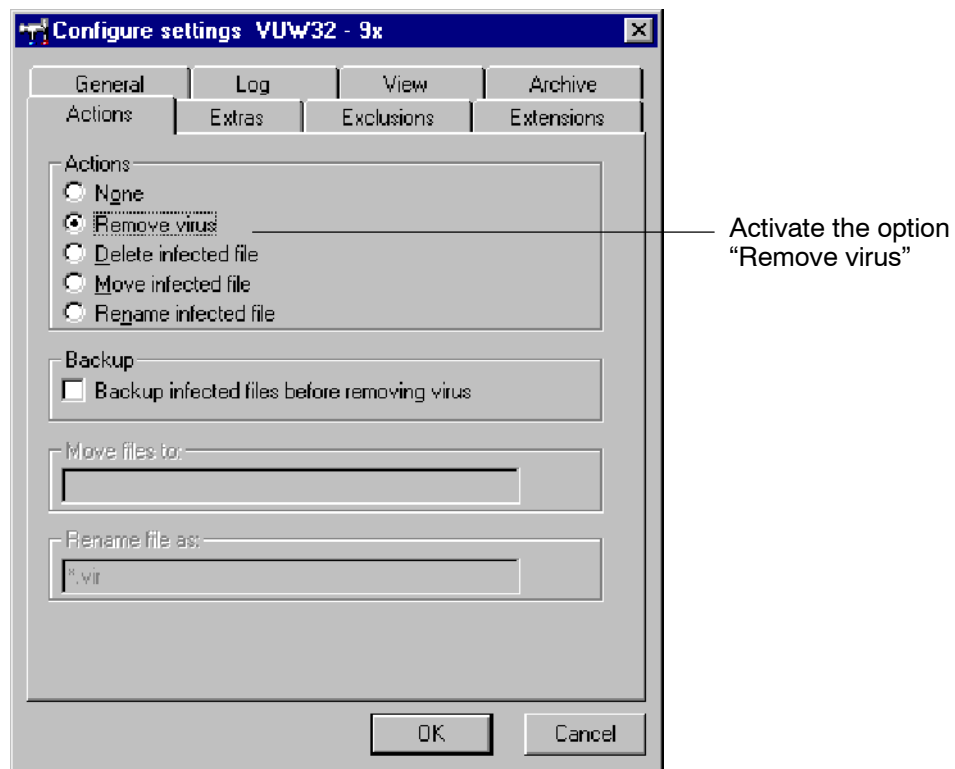 Configure settings VUW32 - 9x
General Log View Archive
Actions Extras Exclusions Extensions
Actions
None
Remove virus
Delete infected file
Move infected file
Rename infected file
Activate the option
“Remove virus”
Backup
Backup infected files before removing virus
Move files to:
Rename file as:
*.vir
OK Cancel